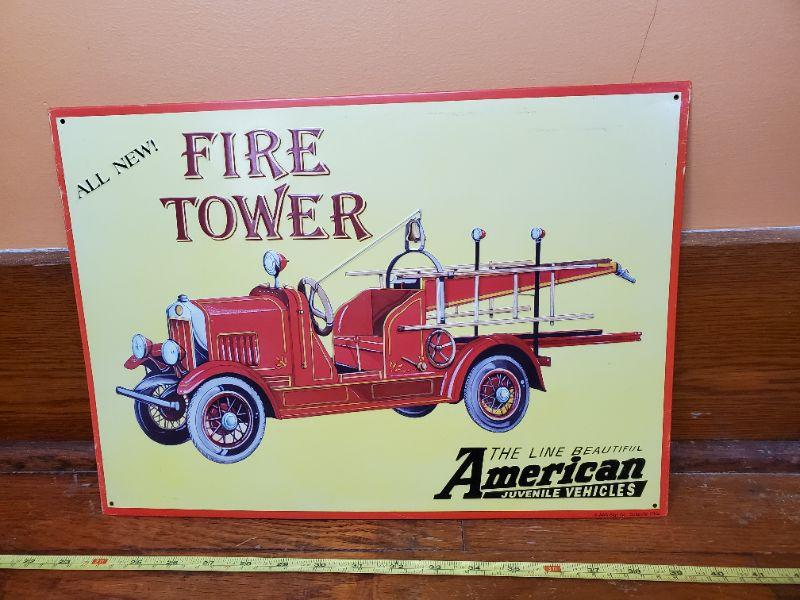 ALL NEW!
FIRE
TOWER
THE LINE BEAUTIFUL
American
JUVENILE VEHICLES